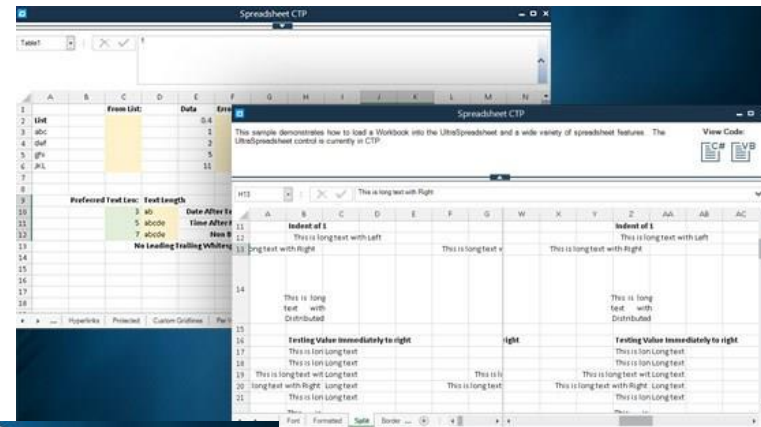 Spreadsheet CTP
Table1
A B C D E F G H I J K L M N
1 From List: Data
2 List 0.4
3 abc 1
4 def 2
5 ghi 5
6 JKL 11
7
8
9 Preferred Text Len: Text Length
10 3 ab Date After
11 5 abcde Time After
12 7 abcde
13 No Leading Trailing
14
15
16
17
18
... Hyperlinks Protected Custom Gridlines
Spreadsheet CTP
This sample demonstrates how to load a Workbook into the UltraSpreadsheet and a wide variety of spreadsheet features. The
UltraSpreadsheet control is currently in CTP
View Code:
C# VB
H13 This is long text with Right
A B C D E F G W X Y Z AA AB AC
11 Indent of 1 Indent of 1
12 This is long text with Left This is long text with Left
13 ong text with Right This is long text v This is long text with Right
14 This is long This is long
text with text with
Distributed Distributed
15
16 Testing Value Immediately to right right Testing Value Immediately to right
17 This is lon Long text This is lon Long text
18 This is lon Long text This is lon Long text
19 This is long text wit Long text This is l This is long text wit Long text
20 long text with Right Long text This is long text This is long text with Right Long text
21 This is lon Long text This is lon Long text
Font Formatted Split Border ...